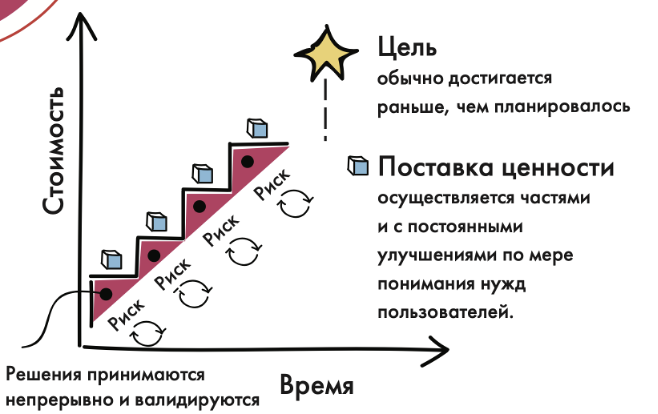 Стоимость
Цель
обычно достигается
раньше, чем планировалось
Поставка ценности
осуществляется частями
и с постоянными
улучшениями по мере
понимания нужд
пользователей.
Риск
Риск
Риск
Риск
Решения принимаются
непрерывно и валидируются
Время